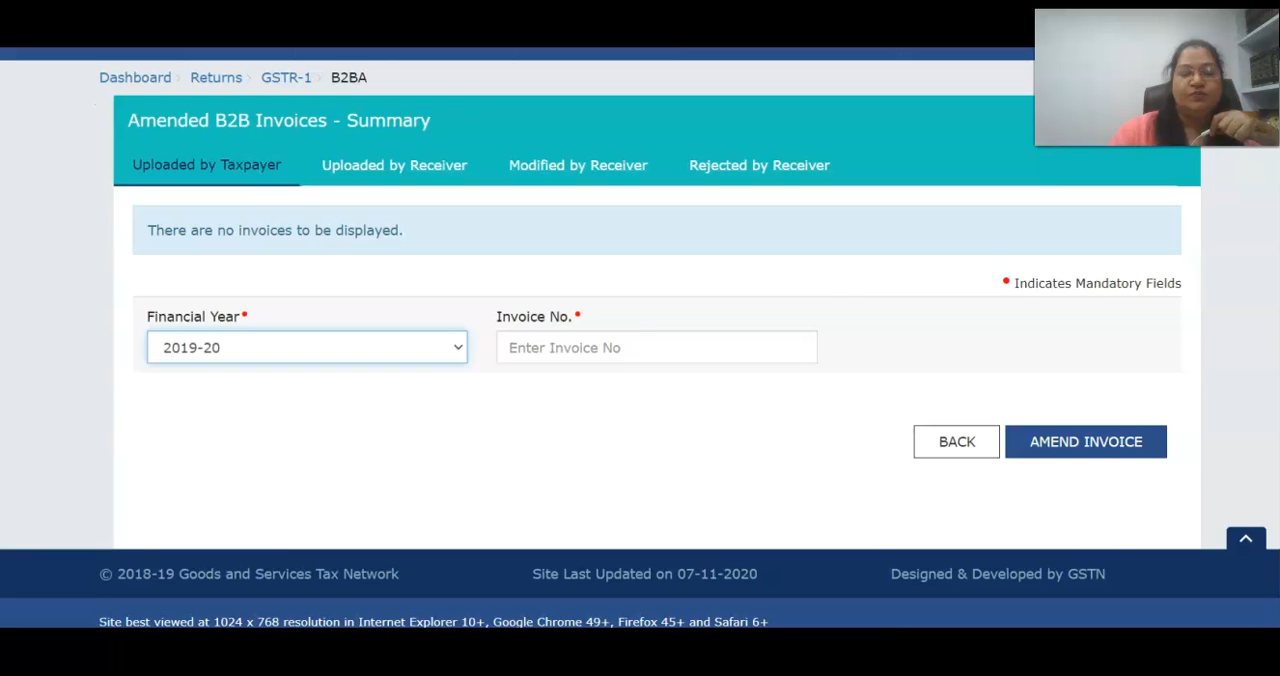 Dashboard Returns GSTR-1 B2BA
Amended B2B Invoices - Summary
Uploaded by Taxpayer Uploaded by Receiver Modified by Receiver Rejected by Receiver
There are no invoices to be displayed.
• Indicates Mandatory Fields
Financial Year• Invoice No.•
2019-20 Enter Invoice No
BACK AMEND INVOICE
© 2018-19 Goods and Services Tax Network Site Last Updated on 07-11-2020 Designed & Developed by GSTN
Site best viewed at 1024 x 768 resolution in Internet Explorer 10+, Google Chrome 49+, Firefox 45+ and Safari 6+